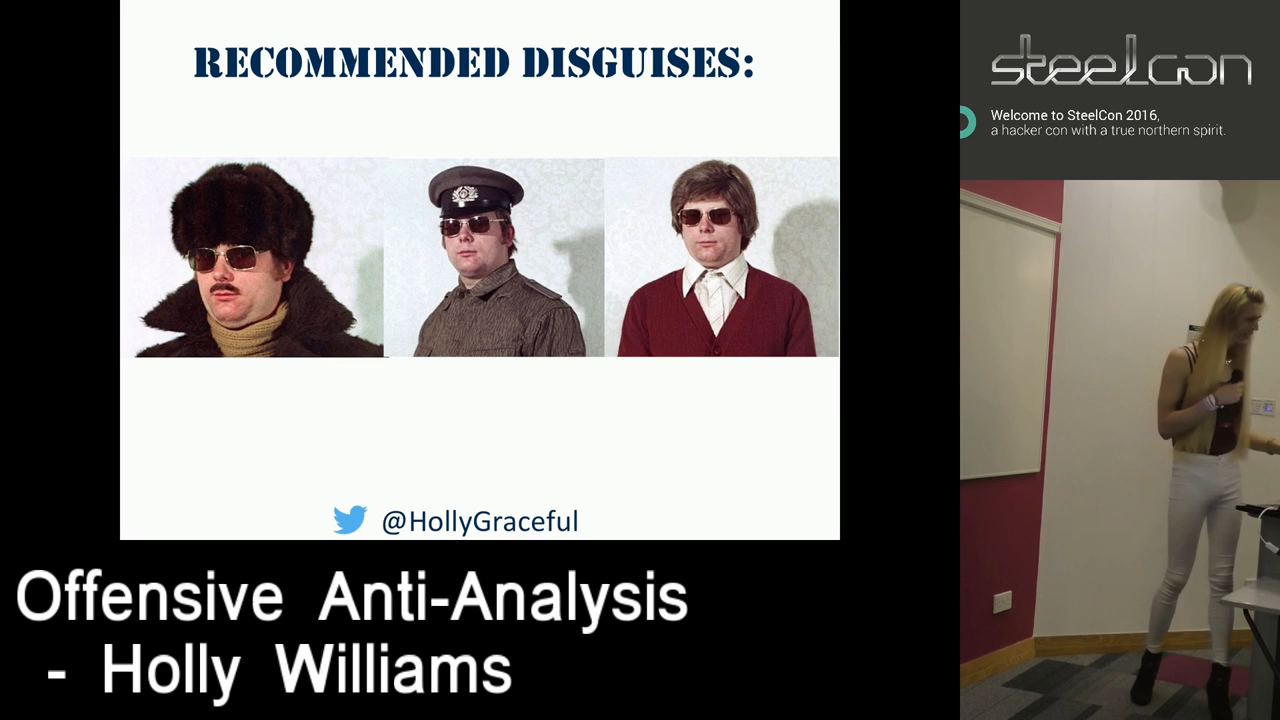 RECOMMENDED DISGUISES:
@HollyGraceful
Offensive Anti-Analysis
- Holly Williams
steelcon
Welcome to SteelCon 2016,
a hacker con with a true northern spirit.